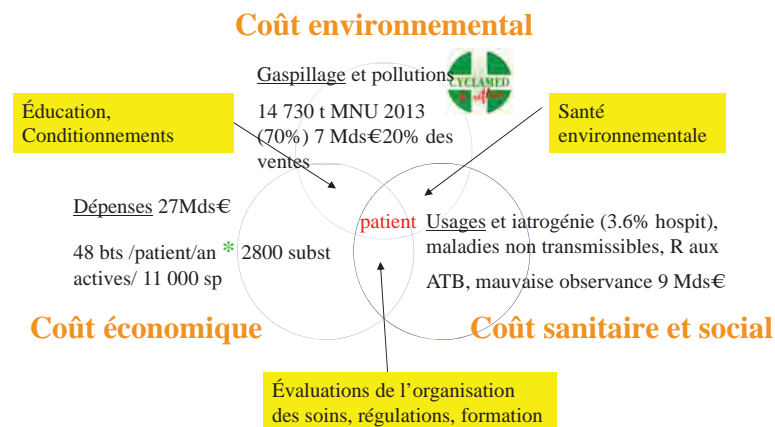 Coût environnemental
Gaspillage et pollutions
CYCLAMED
14 730 t MNU 2013
(70%) 7 Mds€20% des
ventes
Éducation,
Conditionnements
Santé
environnementale
Dépenses 27Mds€
48 bts /patient/an * 2800 subst
actives/ 11 000 sp
patient
Usages et iatrogénie (3.6% hospit),
maladies non transmissibles, R aux
ATB, mauvaise observance 9 Mds€
Coût économique
Coût sanitaire et social
Évaluations de l’organisation
des soins, régulations, formation